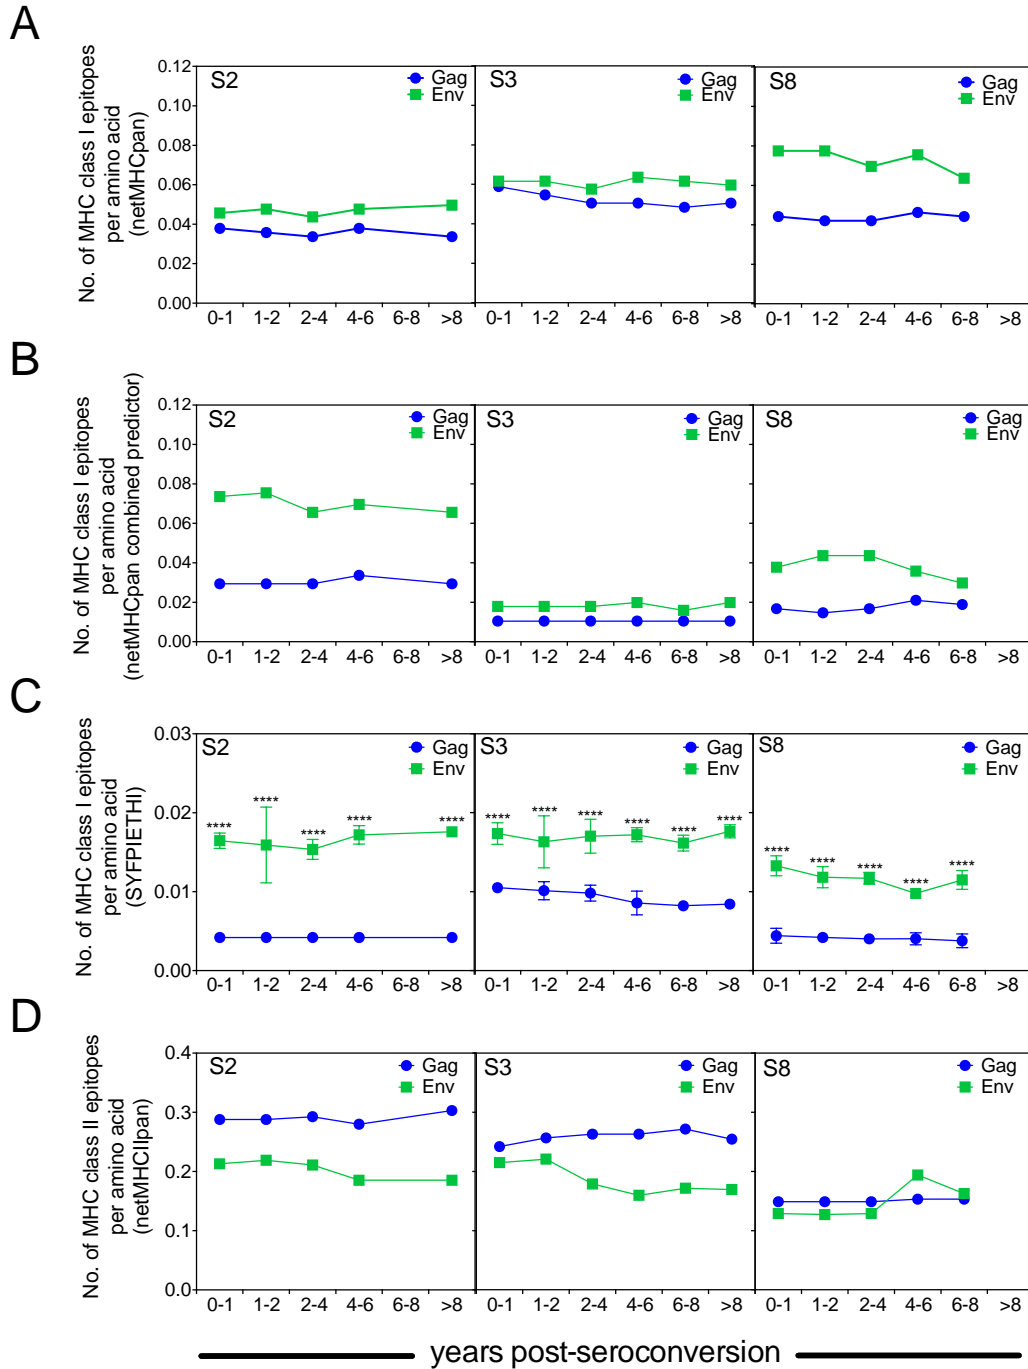 A
No. of MHC class I epitopes
per amino acid
(netMHCpan)
0.12
0.10
0.08
0.06
0.04
0.02
0.00
S2
Gag
Env
S3
Gag
Env
S8
Gag
Env
0-1 1-2 2-4 4-6 6-8 >8 0-1 1-2 2-4 4-6 6-8 >8 0-1 1-2 2-4 4-6 6-8 >8
B
No. of MHC class I epitopes
per amino acid
(netMHCpan combined predictor)
0.12
0.10
0.08
0.06
0.04
0.02
0.00
S2
Gag
Env
S3
Gag
Env
S8
Gag
Env
0-1 1-2 2-4 4-6 6-8 >8 0-1 1-2 2-4 4-6 6-8 >8 0-1 1-2 2-4 4-6 6-8 >8
C
No. of MHC class I epitopes
per amino acid
(SYFPIETHI)
0.03
0.02
0.01
0.00
S2
Gag
Env
**** **** **** **** ****
S3
Gag
Env
**** **** **** **** **** ****
S8
Gag
Env
**** **** **** **** ****
0-1 1-2 2-4 4-6 6-8 >8 0-1 1-2 2-4 4-6 6-8 >8 0-1 1-2 2-4 4-6 6-8 >8
D
No. of MHC class II epitopes
per amino acid
(netMHCIIpan)
0.4
0.3
0.2
0.1
0.0
S2
Gag
Env
S3
Gag
Env
S8
Gag
Env
0-1 1-2 2-4 4-6 6-8 >8 0-1 1-2 2-4 4-6 6-8 >8 0-1 1-2 2-4 4-6 6-8 >8
years post-seroconversion